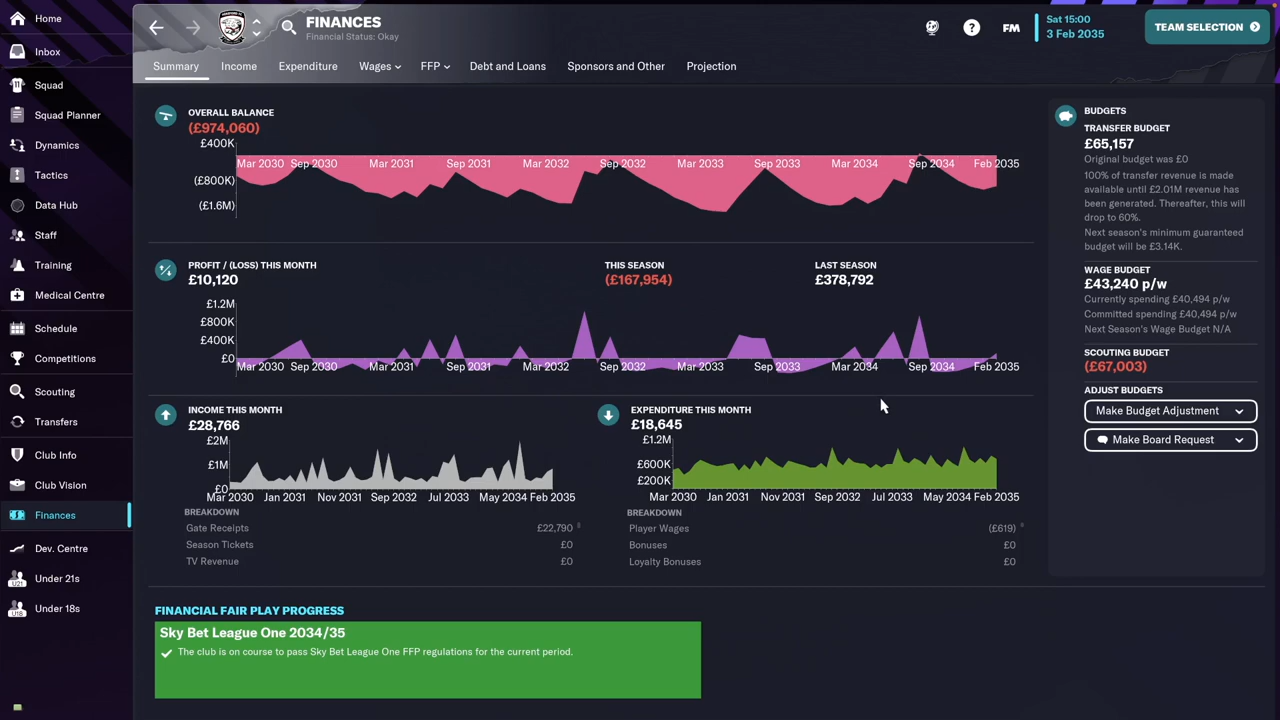 Home
Inbox
Squad
Squad Planner
Dynamics
Tactics
Data Hub
Staff
Training
Medical Centre
Schedule
Competitions
Scouting
Transfers
Club Info
Club Vision
Finances
Dev. Centre
Under 21s
Under 18s
FINANCES
Financial Status: Okay
FM
Sat 15:00
3 Feb 2035
TEAM SELECTION
Summary Income Expenditure Wages FFP Debt and Loans Sponsors and Other Projection
OVERALL BALANCE
(£974,060)
£400K
(£800K)
(£1.6M)
Mar 2030 Sep 2030 Mar 2031 Sep 2031 Mar 2032 Sep 2032 Mar 2033 Sep 2033 Mar 2034 Sep 2034 Feb 2035
PROFIT / (LOSS) THIS MONTH
£10,120
THIS SEASON
(£167,954)
LAST SEASON
£378,792
£1.2M
£800K
£400K
£0
Mar 2030 Sep 2030 Mar 2031 Sep 2031 Mar 2032 Sep 2032 Mar 2033 Sep 2033 Mar 2034 Sep 2034 Feb 2035
INCOME THIS MONTH
£28,766
£2M
£1M
£0
Mar 2030 Jan 2031 Nov 2031 Sep 2032 Jul 2033 May 2034 Feb 2035
BREAKDOWN
Gate Receipts £22,790
Season Tickets £0
TV Revenue £0
EXPENDITURE THIS MONTH
£18,645
£1.2M
£600K
£200K
Mar 2030 Jan 2031 Nov 2031 Sep 2032 Jul 2033 May 2034 Feb 2035
BREAKDOWN
Player Wages (£619)
Bonuses £0
Loyalty Bonuses £0
FINANCIAL FAIR PLAY PROGRESS
Sky Bet League One 2034/35
The club is on course to pass Sky Bet League One FFP regulations for the current period.
BUDGETS
TRANSFER BUDGET
£65,157
Original budget was £0
100% of transfer revenue is made
available until £2.01M revenue has
been generated. Thereafter, this will
drop to 60%.
Next season's minimum guaranteed
budget will be £3.14K.
WAGE BUDGET
£43,240 p/w
Currently spending £40,494 p/w
Committed spending £40,494 p/w
Next Season's Wage Budget N/A
SCOUTING BUDGET
(£67,003)
ADJUST BUDGETS
Make Budget Adjustment
Make Board Request